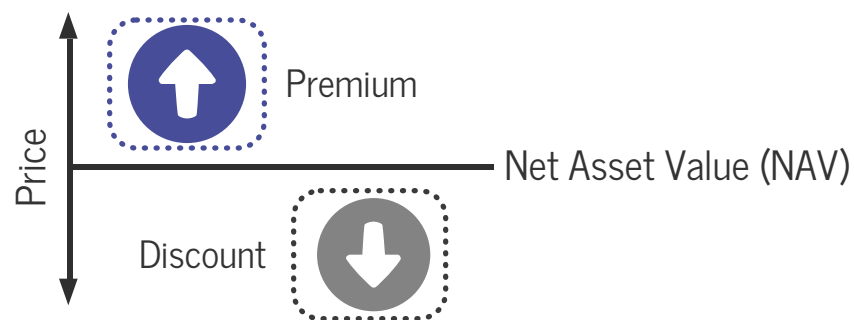 Premium
Price
Net Asset Value (NAV)
Discount